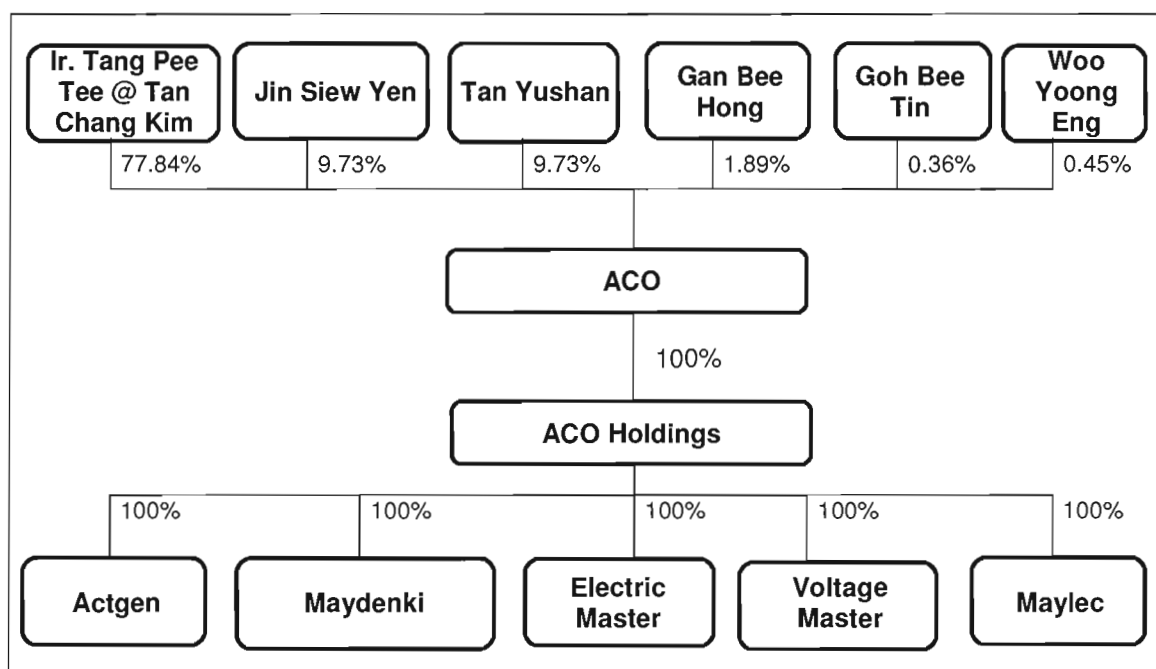 Ir. Tang Pee
Tee @ Tan
Chang Kim
Jin Siew Yen
Tan Yushan
Gan Bee
Hong
Goh Bee
Tin
Woo
Yoong
Eng
77.84%
9.73%
9.73%
1.89%
0.36%
0.45%
ACO
100%
ACO Holdings
100%
100%
100%
100%
100%
Actgen
Maydenki
Electric
Master
Voltage
Master
Maylec